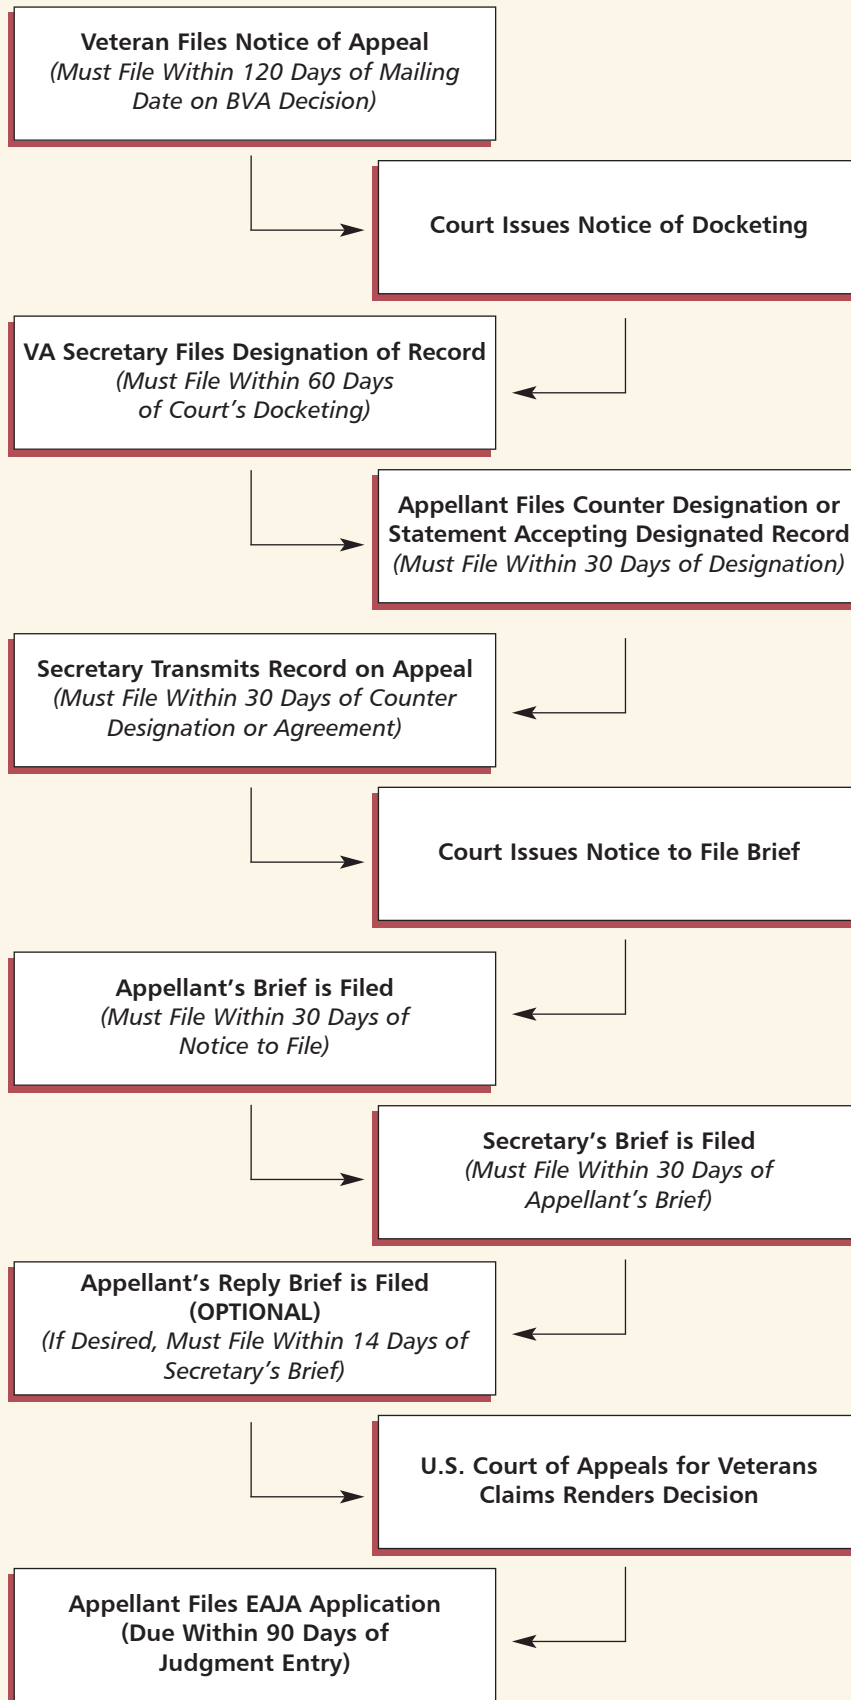 Veteran Files Notice of Appeal
(Must File Within 120 Days of Mailing
Date on BVA Decision)
Court Issues Notice of Docketing
VA Secretary Files Designation of Record
(Must File Within 60 Days
of Court’s Docketing)
Appellant Files Counter Designation or
Statement Accepting Designated Record
(Must File Within 30 Days of Designation)
Secretary Transmits Record on Appeal
(Must File Within 30 Days of Counter
Designation or Agreement)
Court Issues Notice to File Brief
Appellant’s Brief is Filed
(Must File Within 30 Days of
Notice to File)
Secretary’s Brief is Filed
(Must File Within 30 Days of
Appellant’s Brief)
Appellant’s Reply Brief is Filed
(OPTIONAL)
(If Desired, Must File Within 14 Days of
Secretary’s Brief)
U.S. Court of Appeals for Veterans
Claims Renders Decision
Appellant Files EAJA Application
(Due Within 90 Days of
Judgment Entry)